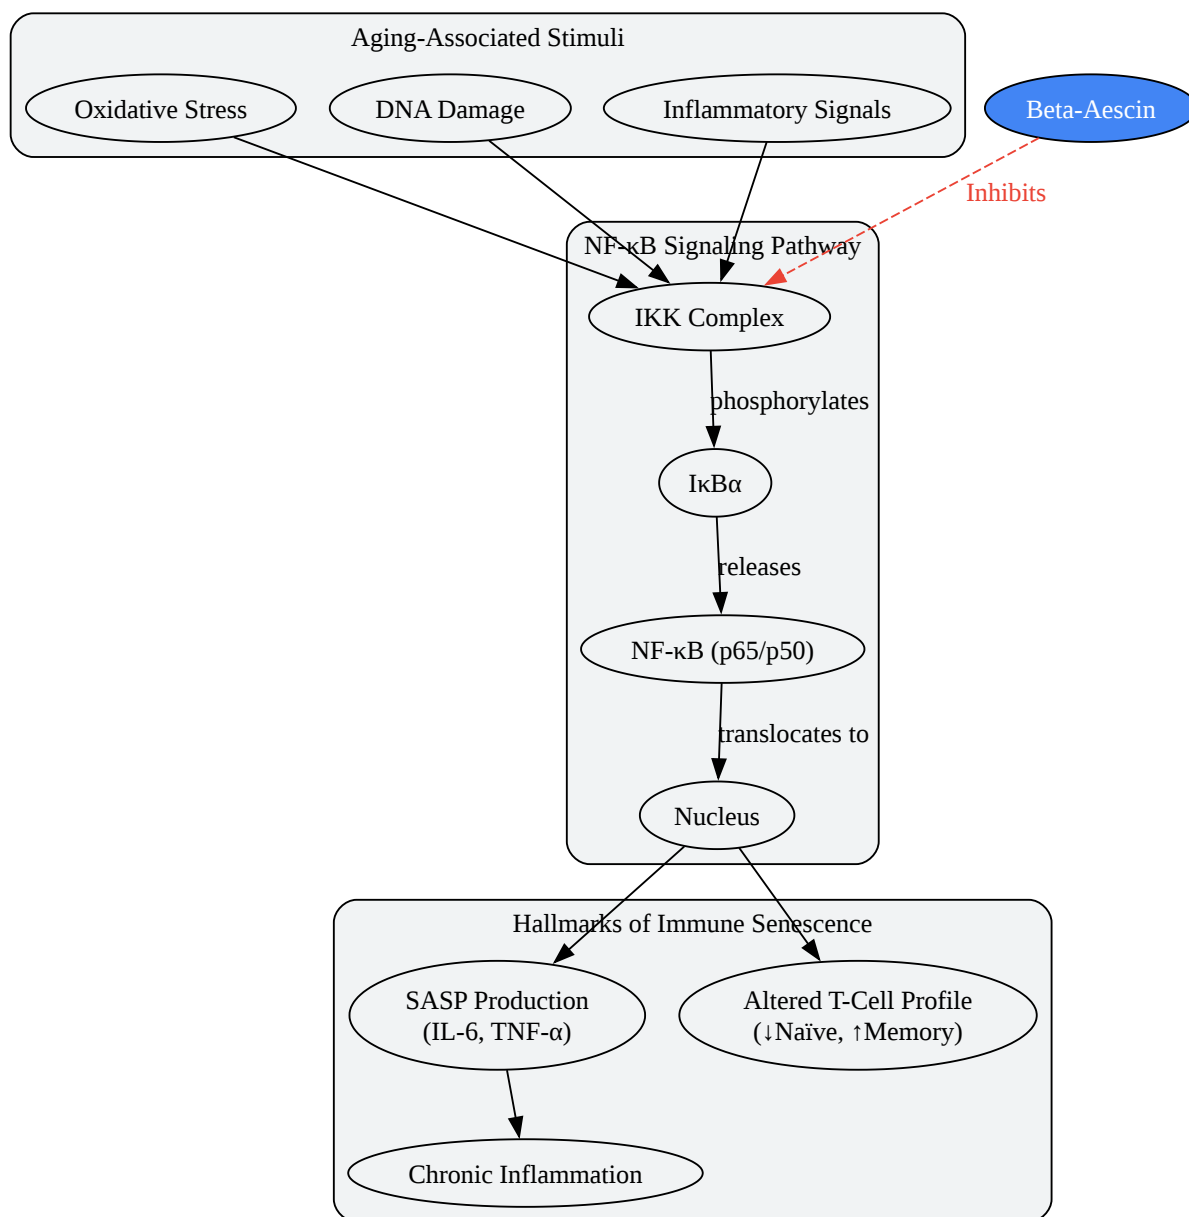 Aging-Associated Stimuli
Oxidative Stress
DNA Damage
Inflammatory Signals
Beta-Aescin
Inhibits
NF-κB Signaling Pathway
IKK Complex
phosphorylates
IκBα
releases
NF-κB (p65/p50)
translocates to
Nucleus
Hallmarks of Immune Senescence
SASP Production
(IL-6, TNF-α)
Altered T-Cell Profile
(↓Naïve, ↑Memory)
Chronic Inflammation